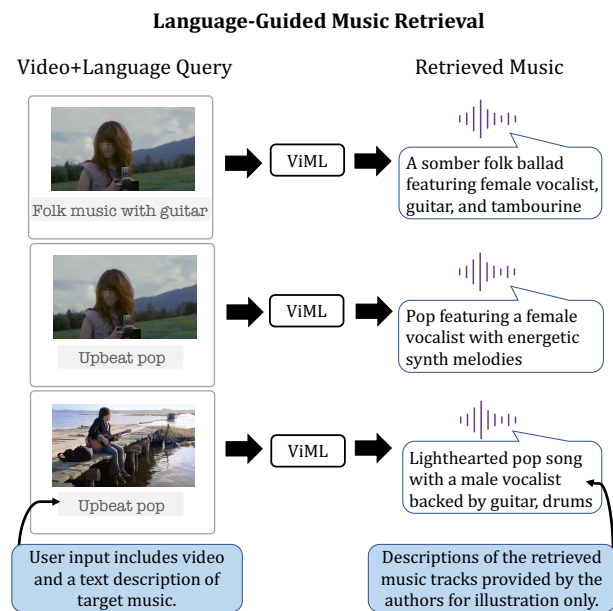 Language-Guided Music Retrieval
Video+Language Query
Retrieved Music
Folk music with guitar
ViML
A somber folk ballad
featuring female vocalist,
guitar, and tambourine
Upbeat pop
ViML
Pop featuring a female
vocalist with energetic
synth melodies
Upbeat pop
ViML
Lighthearted pop song
with a male vocalist
backed by guitar, drums
User input includes video
and a text description of
target music.
Descriptions of the retrieved
music tracks provided by the
authors for illustration only.